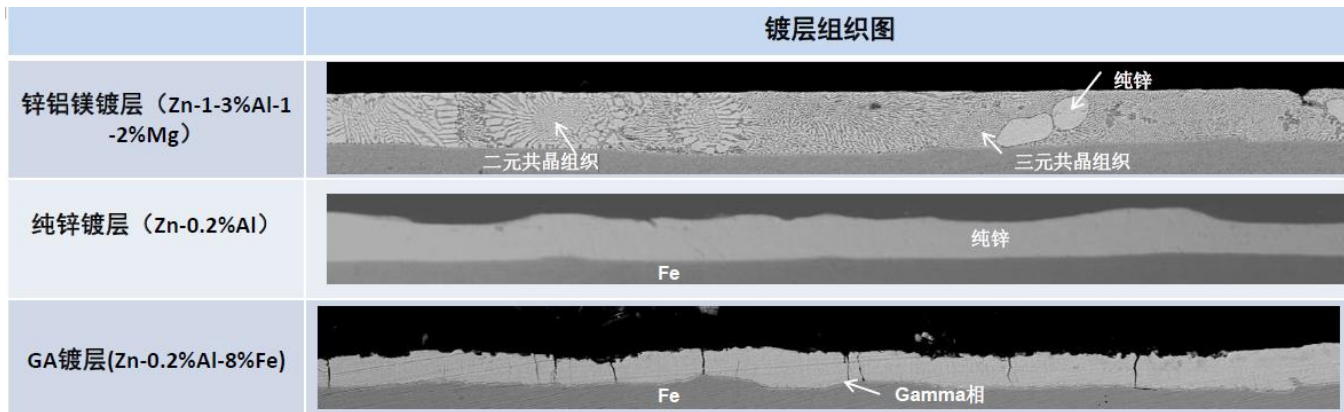 镀层组织图
锌铝镁镀层（Zn-1-3%Al-1
-2%Mg）
纯锌
二元共晶组织
三元共晶组织
纯锌镀层（Zn-0.2%Al）
纯锌
Fe
GA镀层(Zn-0.2%Al-8%Fe)
Fe
Gamma相